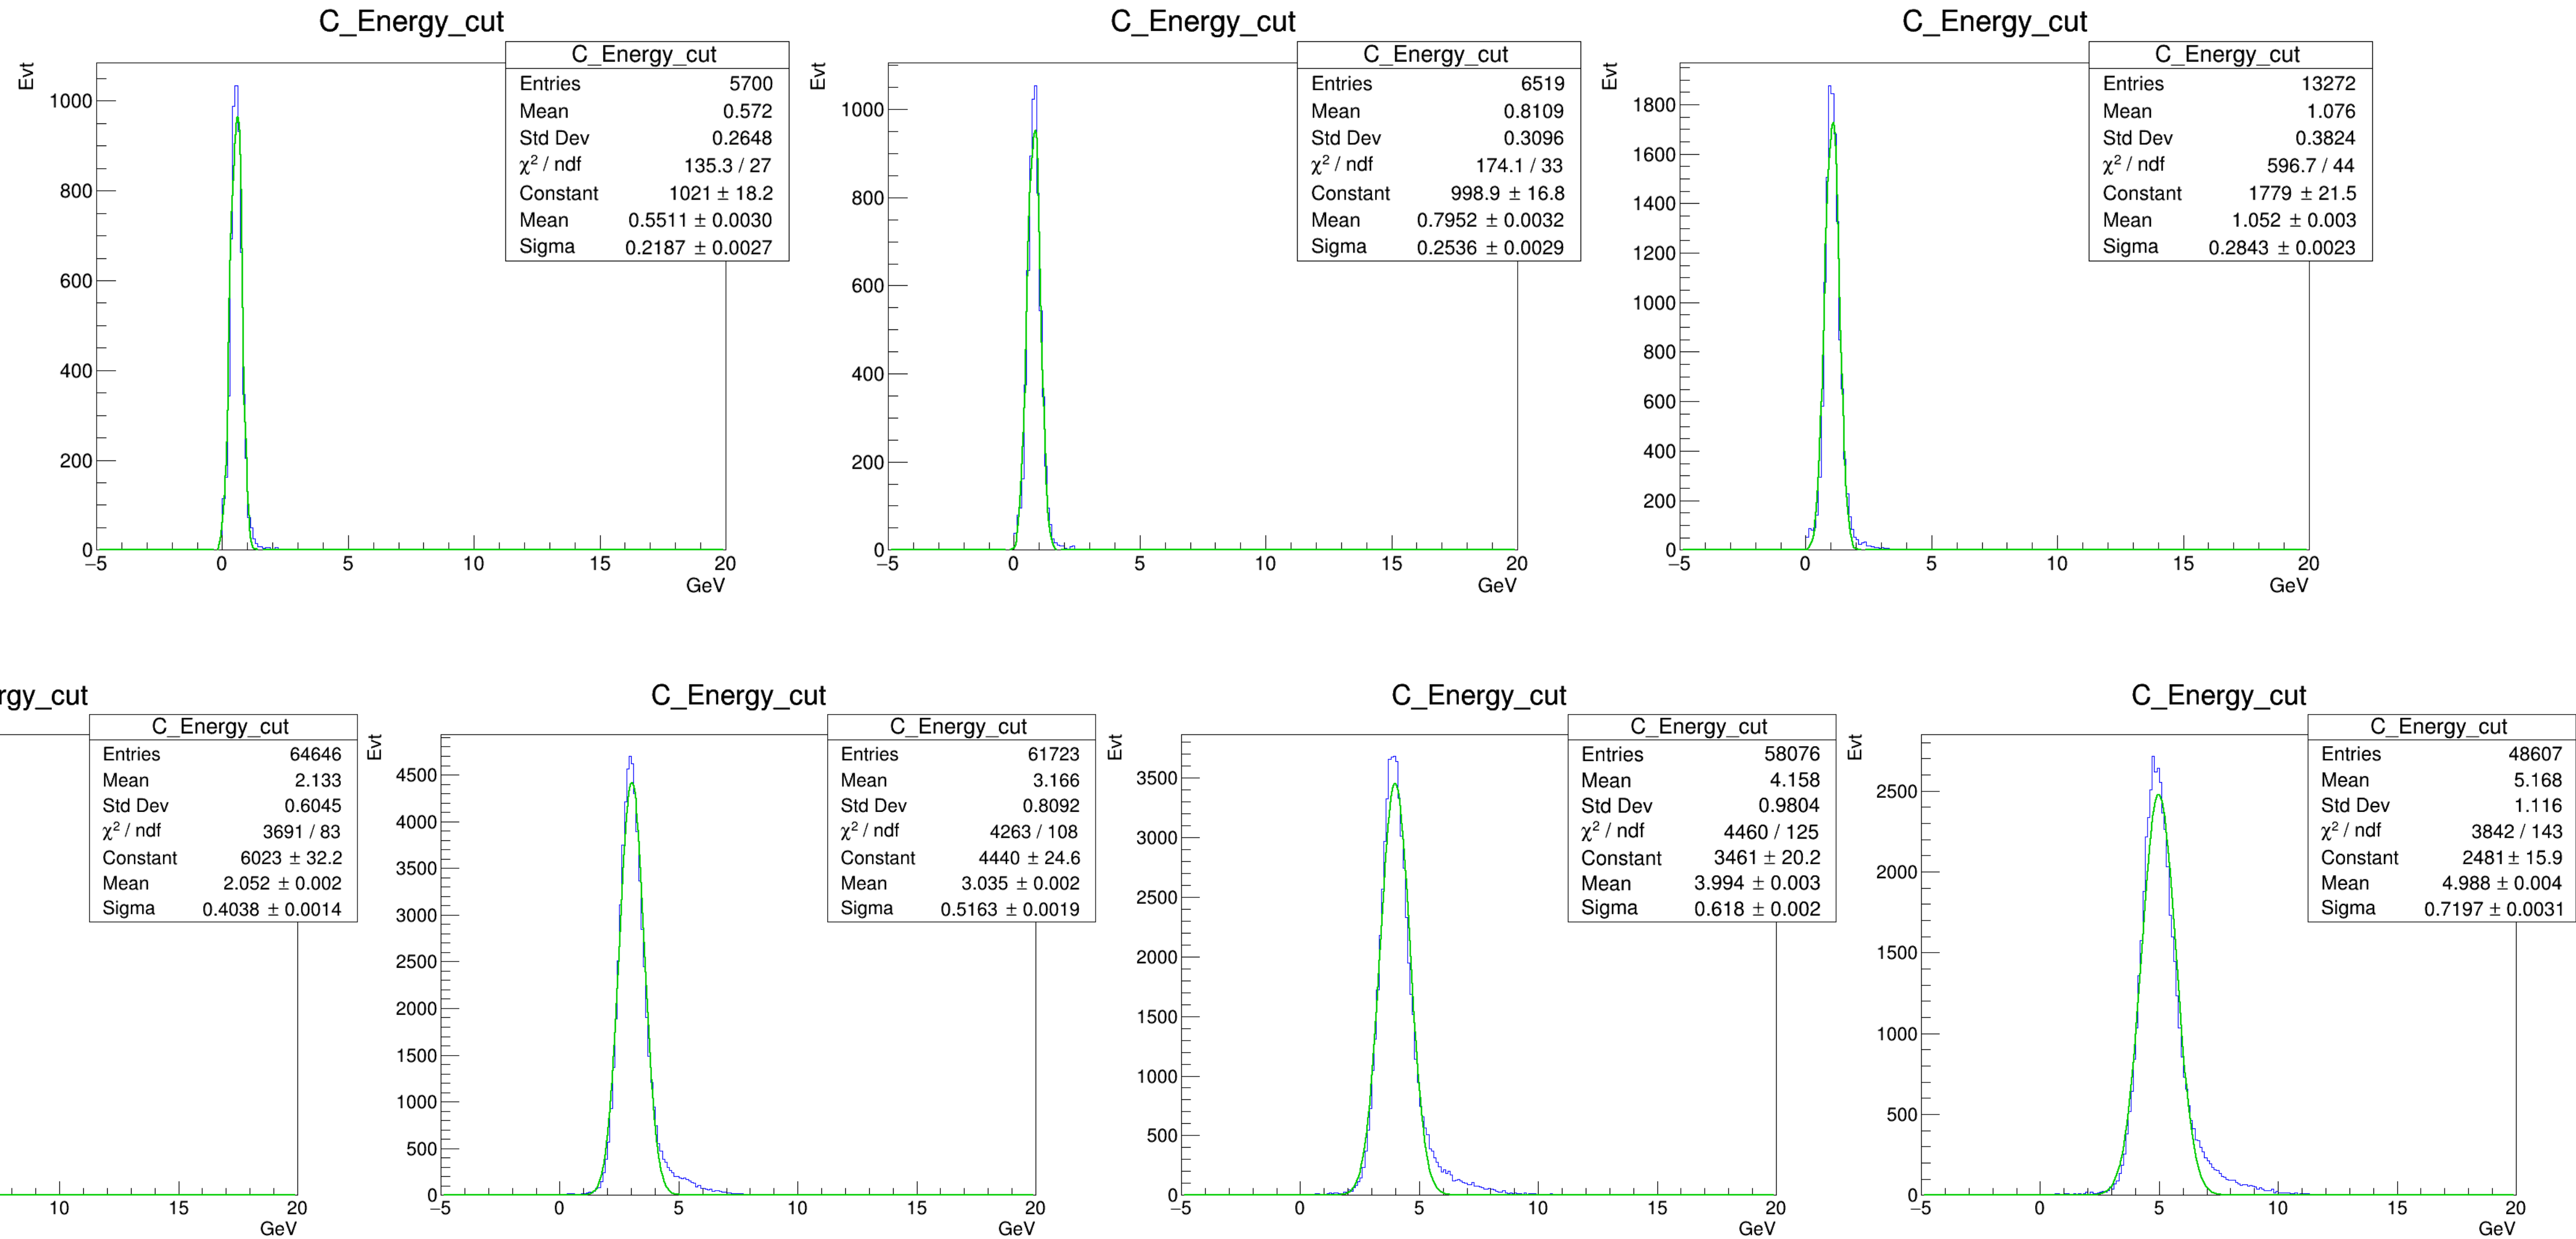 C_Energy_cut
Evt
C_Energy_cut
Entries 5700
Mean 0.572
Std Dev 0.2648
χ² / ndf 135.3 / 27
Constant 1021 ± 18.2
Mean 0.5511 ± 0.0030
Sigma 0.2187 ± 0.0027
1000
800
600
400
200
0
−5 0 5 10 15 20
GeV
C_Energy_cut
Evt
C_Energy_cut
Entries 6519
Mean 0.8109
Std Dev 0.3096
χ² / ndf 174.1 / 33
Constant 998.9 ± 16.8
Mean 0.7952 ± 0.0032
Sigma 0.2536 ± 0.0029
1000
800
600
400
200
0
−5 0 5 10 15 20
GeV
C_Energy_cut
Evt
C_Energy_cut
Entries 13272
Mean 1.076
Std Dev 0.3824
χ² / ndf 596.7 / 44
Constant 1779 ± 21.5
Mean 1.052 ± 0.003
Sigma 0.2843 ± 0.0023
1800
1600
1400
1200
1000
800
600
400
200
0
−5 0 5 10 15 20
GeV
rgy_cut
C_Energy_cut
Entries 64646
Mean 2.133
Std Dev 0.6045
χ² / ndf 3691 / 83
Constant 6023 ± 32.2
Mean 2.052 ± 0.002
Sigma 0.4038 ± 0.0014
10 15 20
GeV
C_Energy_cut
Evt
C_Energy_cut
Entries 61723
Mean 3.166
Std Dev 0.8092
χ² / ndf 4263 / 108
Constant 4440 ± 24.6
Mean 3.035 ± 0.002
Sigma 0.5163 ± 0.0019
4500
4000
3500
3000
2500
2000
1500
1000
500
0
−5 0 5 10 15 20
GeV
C_Energy_cut
Evt
C_Energy_cut
Entries 58076
Mean 4.158
Std Dev 0.9804
χ² / ndf 4460 / 125
Constant 3461 ± 20.2
Mean 3.994 ± 0.003
Sigma 0.618 ± 0.002
3500
3000
2500
2000
1500
1000
500
0
−5 0 5 10 15 20
GeV
C_Energy_cut
Evt
C_Energy_cut
Entries 48607
Mean 5.168
Std Dev 1.116
χ² / ndf 3842 / 143
Constant 2481 ± 15.9
Mean 4.988 ± 0.004
Sigma 0.7197 ± 0.0031
2500
2000
1500
1000
500
0
−5 0 5 10 15 20
GeV